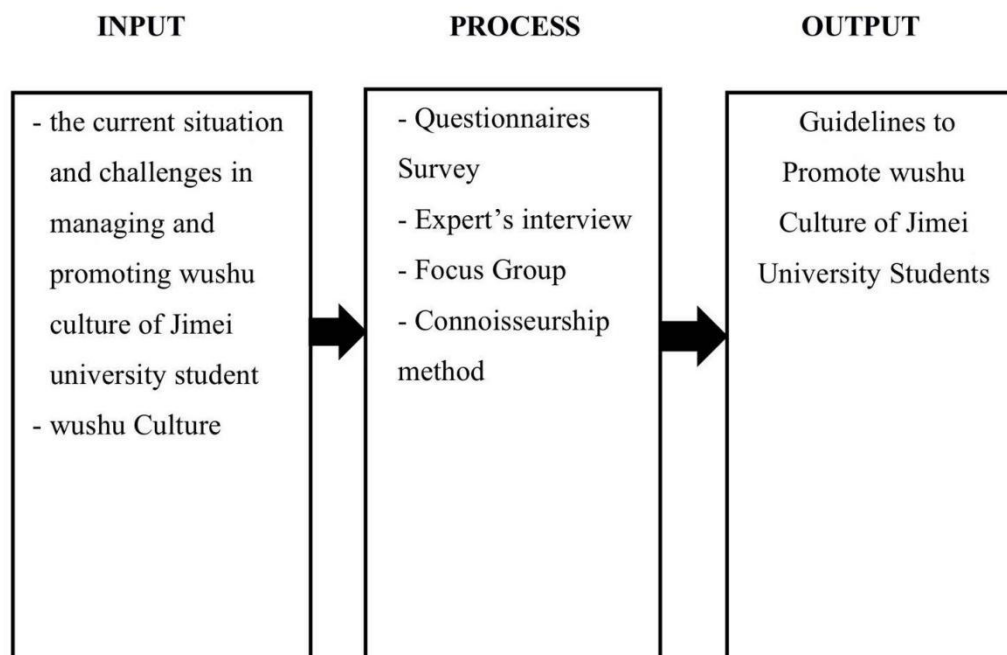 INPUT
PROCESS
OUTPUT
- the current situation
and challenges in
managing and
promoting wushu
culture of Jimei
university student
- wushu Culture
- Questionnaires
Survey
- Expert’s interview
- Focus Group
- Connoisseurship
method
Guidelines to
Promote wushu
Culture of Jimei
University Students